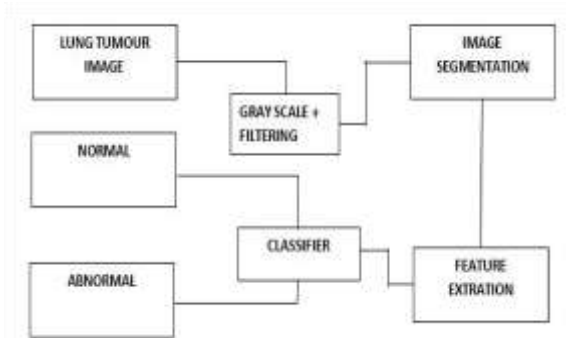 LUNG TUMOUR
IMAGE
IMAGE
SEGMENTATION
GRAY SCALE +
FILTERING
NORMAL
CLASSIFIER
FEATURE
EXTRATION
ABNORMAL